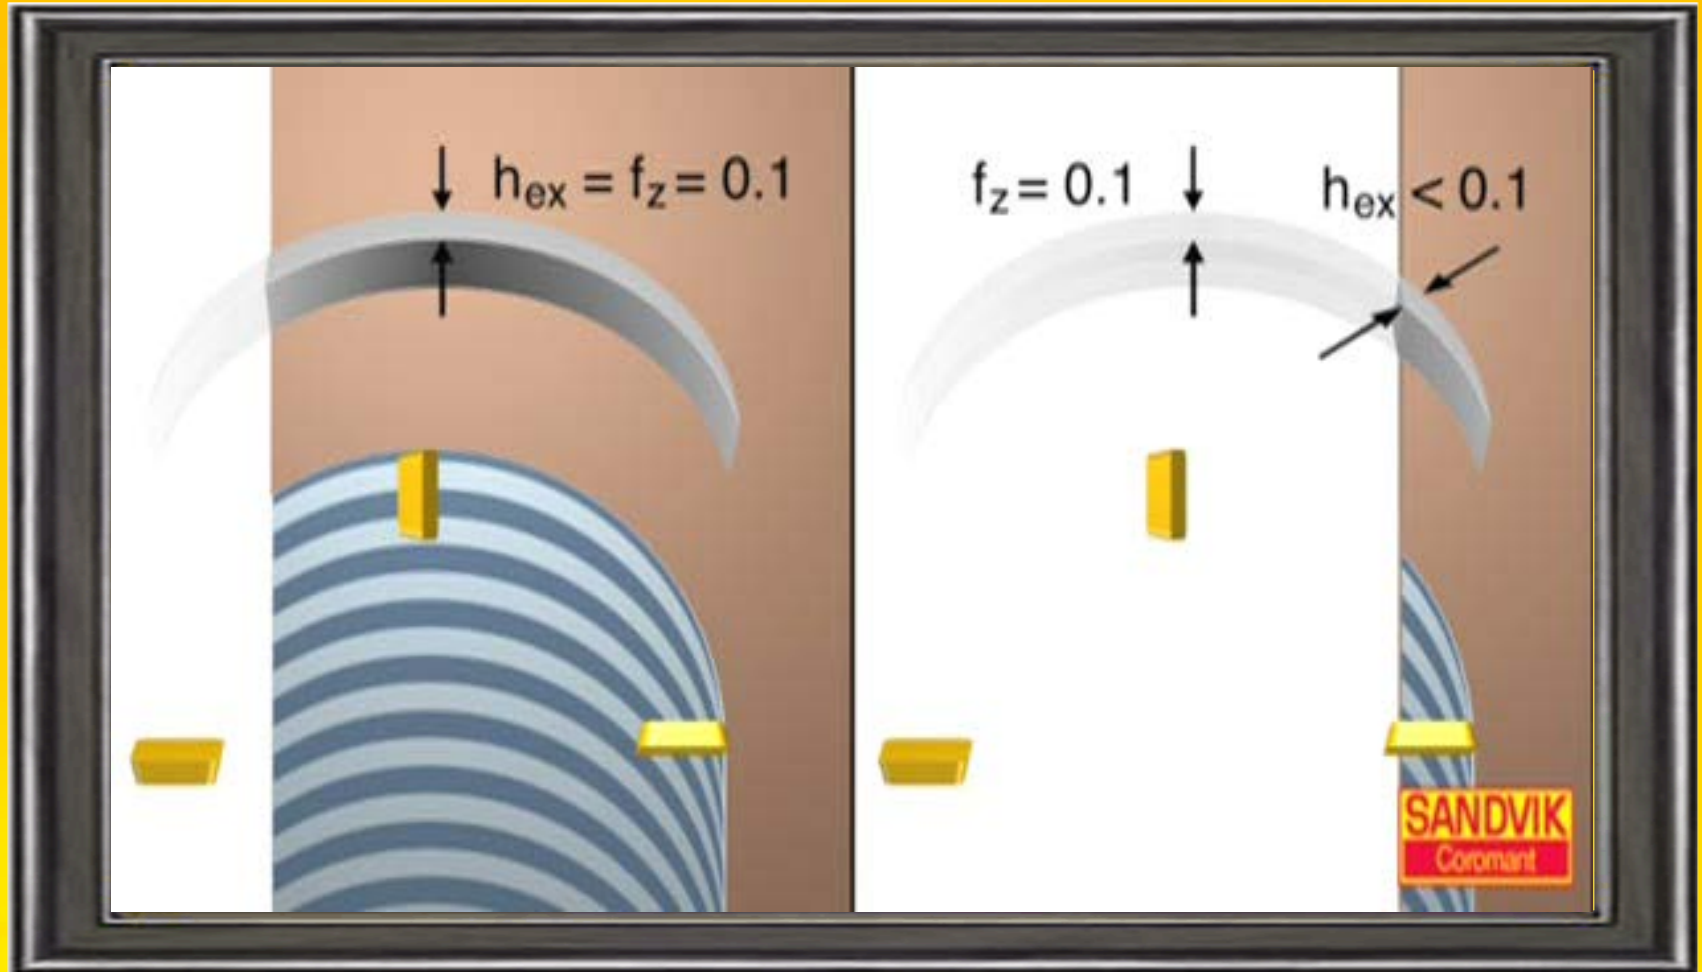 hex = fz = 0.1
fz = 0.1
hex < 0.1
SANDVIK
Coromant